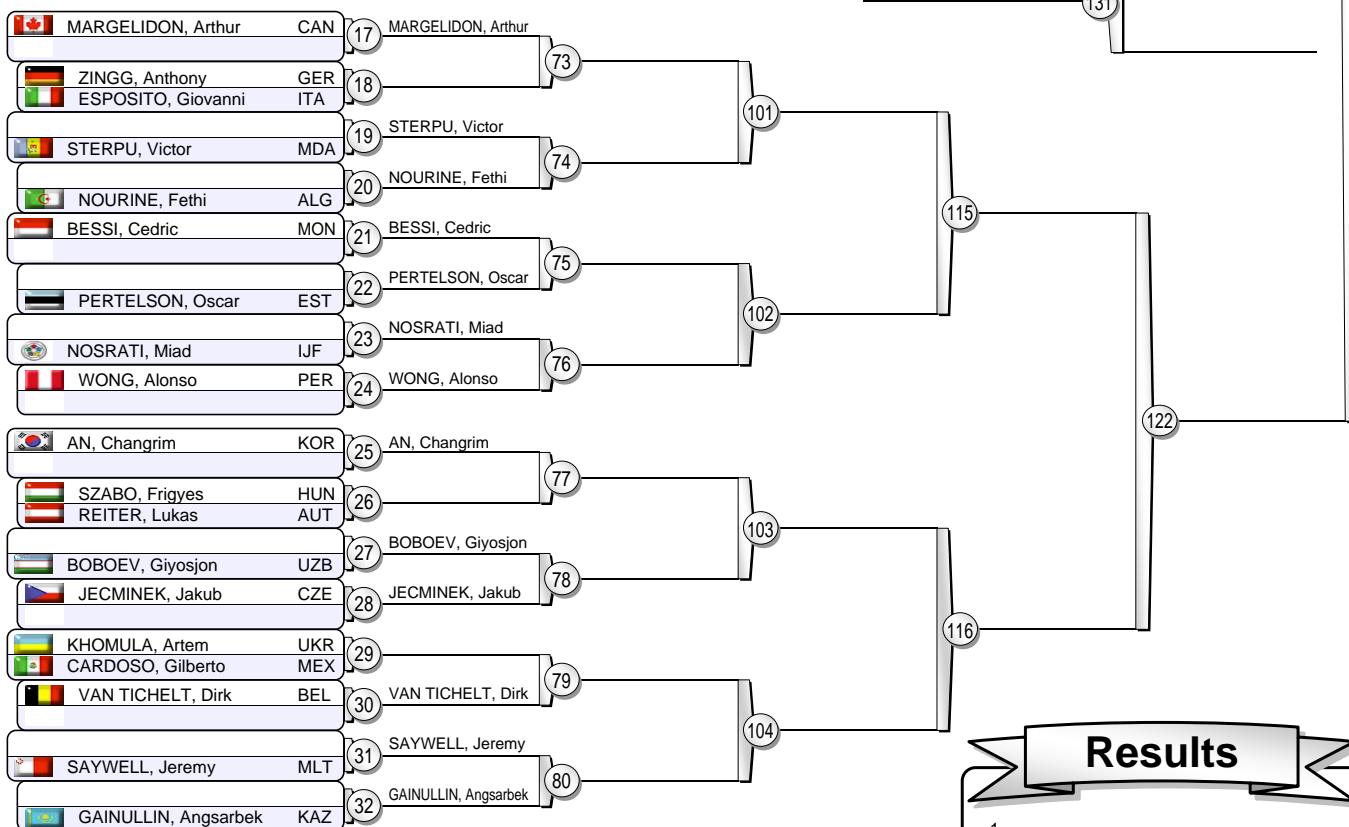 131
MARGELIDON, Arthur CAN 17 MARGELIDON, Arthur
73
ZINGG, Anthony GER
ESPOSITO, Giovanni ITA
18
101
STERPU, Victor MDA 19 STERPU, Victor
74
NOURINE, Fethi ALG 20 NOURINE, Fethi
115
BESSI, Cedric MON 21 BESSI, Cedric
75
PERTELSON, Oscar EST 22 PERTELSON, Oscar
102
NOSRATI, Miad IJF 23 NOSRATI, Miad
76
WONG, Alonso PER 24 WONG, Alonso
122
AN, Changrim KOR 25 AN, Changrim
77
SZABO, Frigyes HUN
REITER, Lukas AUT
26
103
BOBOEV, Giyosjon UZB 27 BOBOEV, Giyosjon
78
JECMINEK, Jakub CZE 28 JECMINEK, Jakub
116
KHOMULA, Artem UKR
CARDOSO, Gilberto MEX
29
79
VAN TICHELT, Dirk BEL 30 VAN TICHELT, Dirk
104
SAYWELL, Jeremy MLT 31 SAYWELL, Jeremy
80
GAINULLIN, Angsarbek KAZ 32 GAINULLIN, Angsarbek
Results